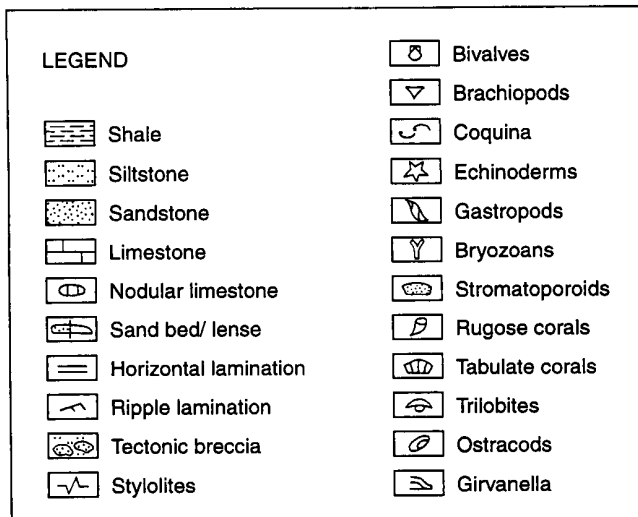 LEGEND
Shale
Siltstone
Sandstone
Limestone
Nodular limestone
Sand bed/ lense
Horizontal lamination
Ripple lamination
Tectonic breccia
Stylolites
Bivalves
Brachiopods
Coquina
Echinoderms
Gastropods
Bryozoans
Stromatoporoids
Rugose corals
Tabulate corals
Trilobites
Ostracods
Girvanella